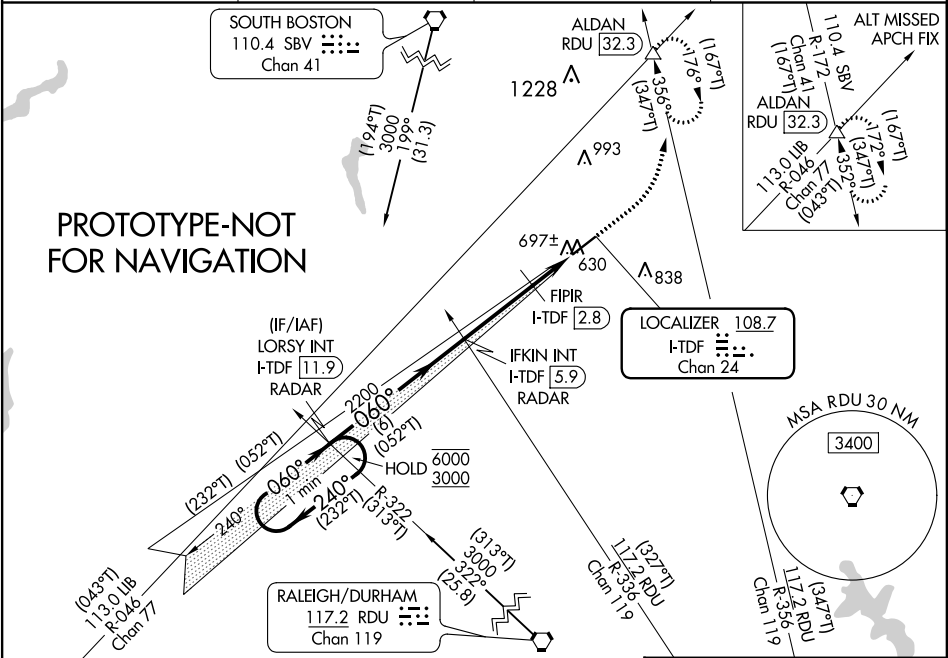 SOUTH BOSTON
110.4 SBV
Chan 41
(194°T)
3000
199°
(31.3)
ALDAN
RDU 32.3
1228
993
356°
(347°T)
176°
(167°T)
ALT MISSED
APCH FIX
110.4 SBV
R-172
Chan 41
(167°T)
ALDAN
RDU 32.3
113.0 LIB
R-046
Chan 77
(043°T)
352°
(347°T)
172°
(167°T)
PROTOTYPE-NOT
FOR NAVIGATION
697±
630
838
FIPIR
I-TDF 2.8
LOCALIZER 108.7
I-TDF
Chan 24
(IF/IAF)
LORSY INT
I-TDF 11.9
RADAR
IFKIN INT
I-TDF 5.9
RADAR
2200
060°
(6)
(052°T)
HOLD 6000
3000
060°
1 min
240°
(232°T)
(232°T)
(052°T)
240°
R-322
(313°T)
(313°T)
3000
322°
(25.8)
MSA RDU 30 NM
3400
(043°T)
113.0 LIB
R-046
Chan 77
RALEIGH/DURHAM
117.2 RDU
Chan 119
(327°T)
117.2 RDU
R-336
Chan 119
(347°T)
117.2 RDU
R-356
Chan 119